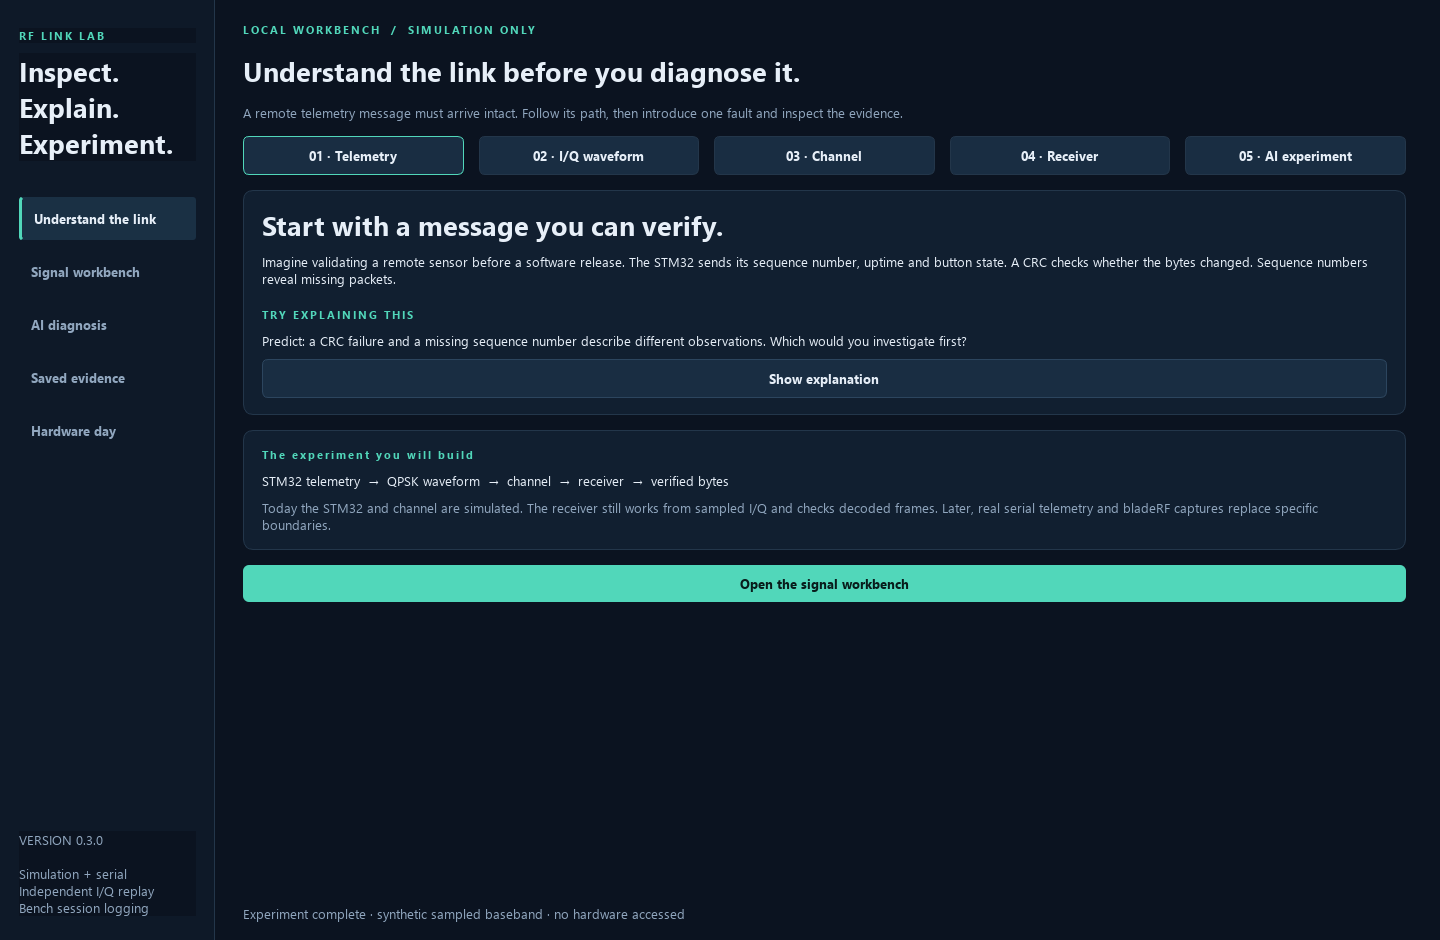 RF LINK LAB
Inspect.
Explain.
Experiment.
Understand the link
Signal workbench
AI diagnosis
Saved evidence
Hardware day
VERSION 0.3.0
Simulation + serial
Independent I/Q replay
Bench session logging
LOCAL WORKBENCH / SIMULATION ONLY
Understand the link before you diagnose it.
A remote telemetry message must arrive intact. Follow its path, then introduce one fault and inspect the evidence.
01 · Telemetry
02 · I/Q waveform
03 · Channel
04 · Receiver
05 · AI experiment
Start with a message you can verify.
Imagine validating a remote sensor before a software release. The STM32 sends its sequence number, uptime and button state. A CRC checks whether the bytes changed. Sequence numbers
reveal missing packets.
TRY EXPLAINING THIS
Predict: a CRC failure and a missing sequence number describe different observations. Which would you investigate first?
Show explanation
The experiment you will build
STM32 telemetry → QPSK waveform → channel → receiver → verified bytes
Today the STM32 and channel are simulated. The receiver still works from sampled I/Q and checks decoded frames. Later, real serial telemetry and bladeRF captures replace specific
boundaries.
Open the signal workbench
Experiment complete · synthetic sampled baseband · no hardware accessed